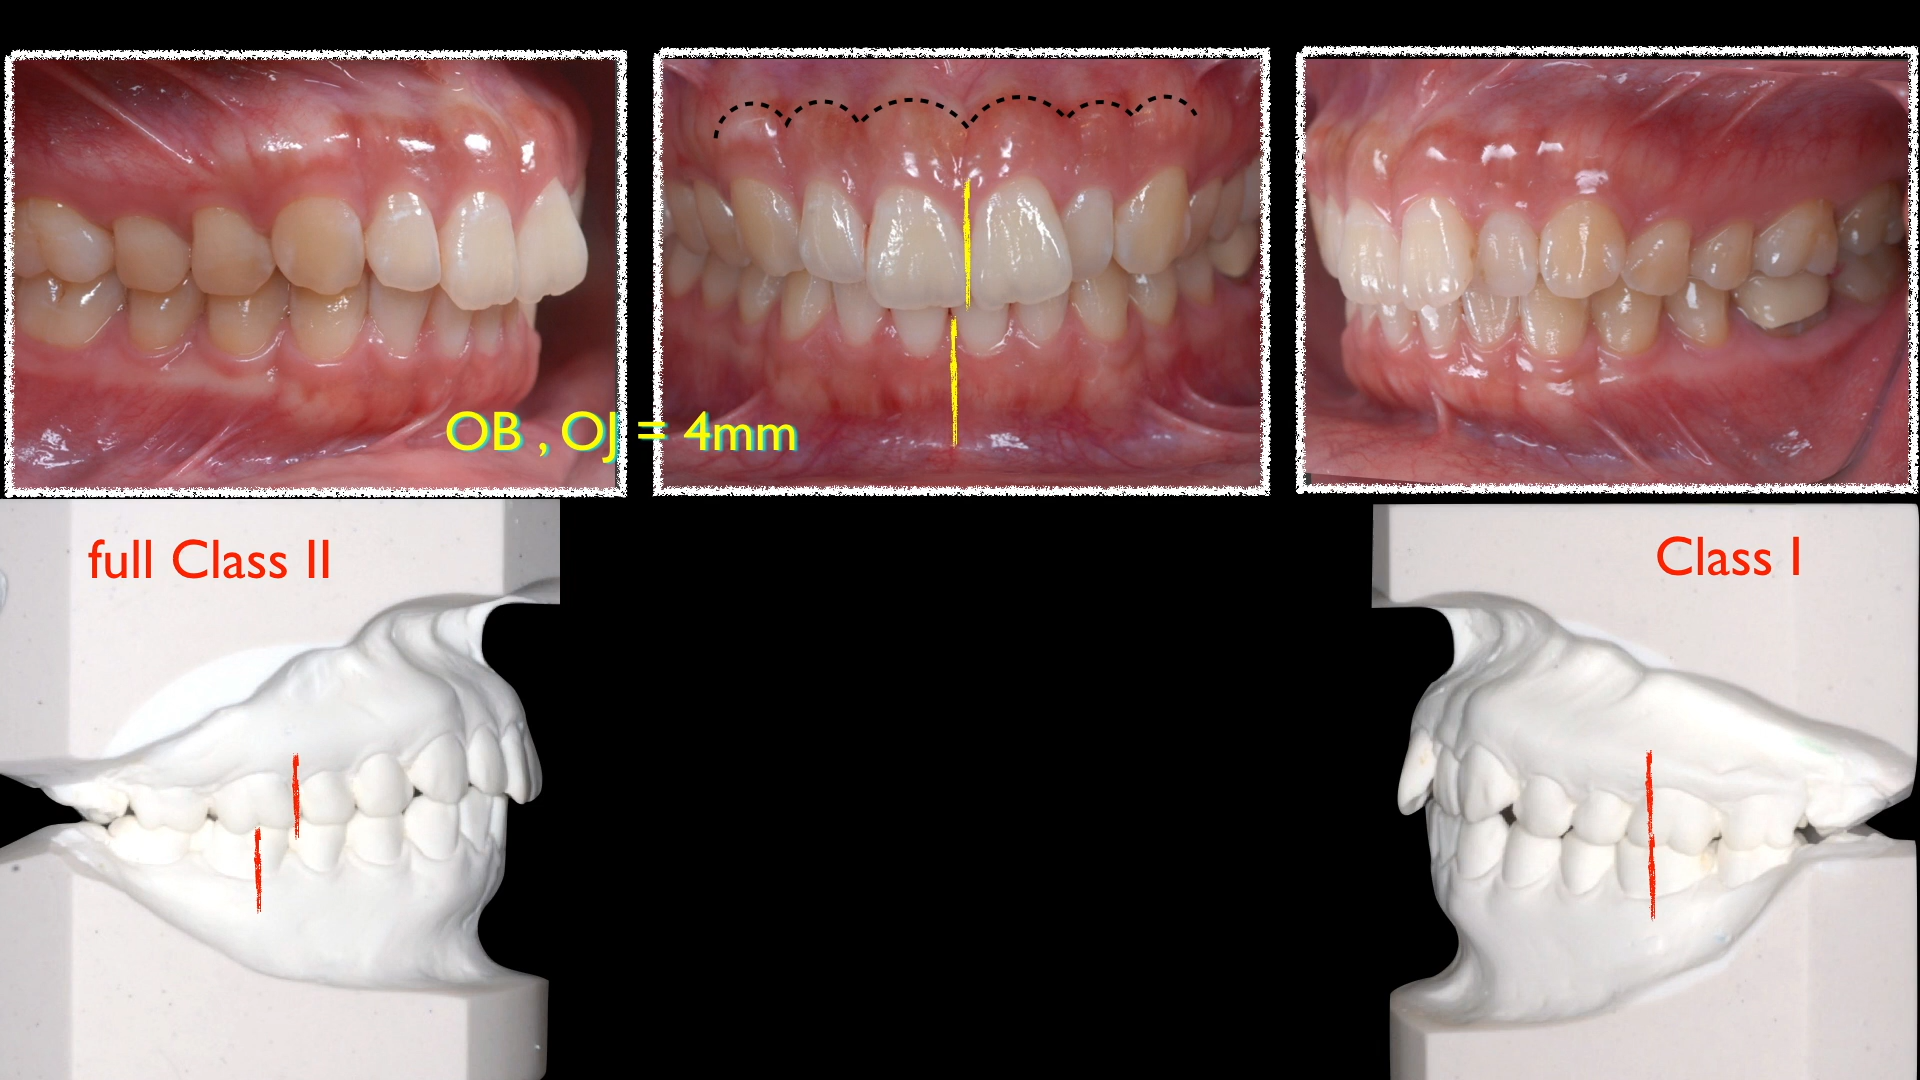 OB , OJ = 4mm
full Class II
Class I